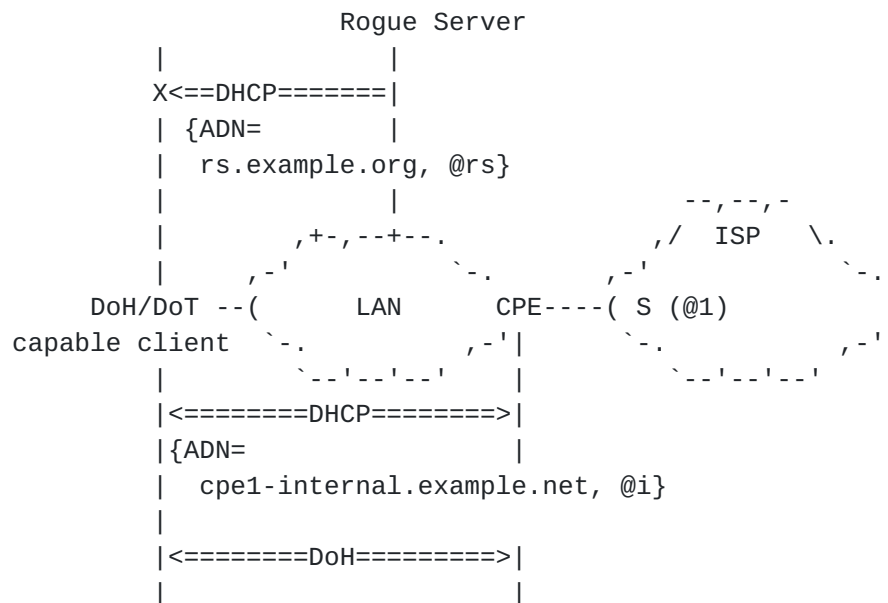 Rogue Server
|               |
X<==DHCP=======|
| {ADN=         |
|  rs.example.org, @rs}
|               |                   --,--,-
|         ,+-,--+--.              ,/  ISP   \.
|     ,-'           `-.       ,-'             `-.
DoH/DoT --(      LAN      CPE----( S (@1)
capable client  `-.          ,-'|      `-.           ,-'
|         `--'--'--'    |          `--'--'--'
|<========DHCP========>|
|{ADN=                  |
|  cpe1-internal.example.net, @i}
|
|<========DoH=========>|
|                       |